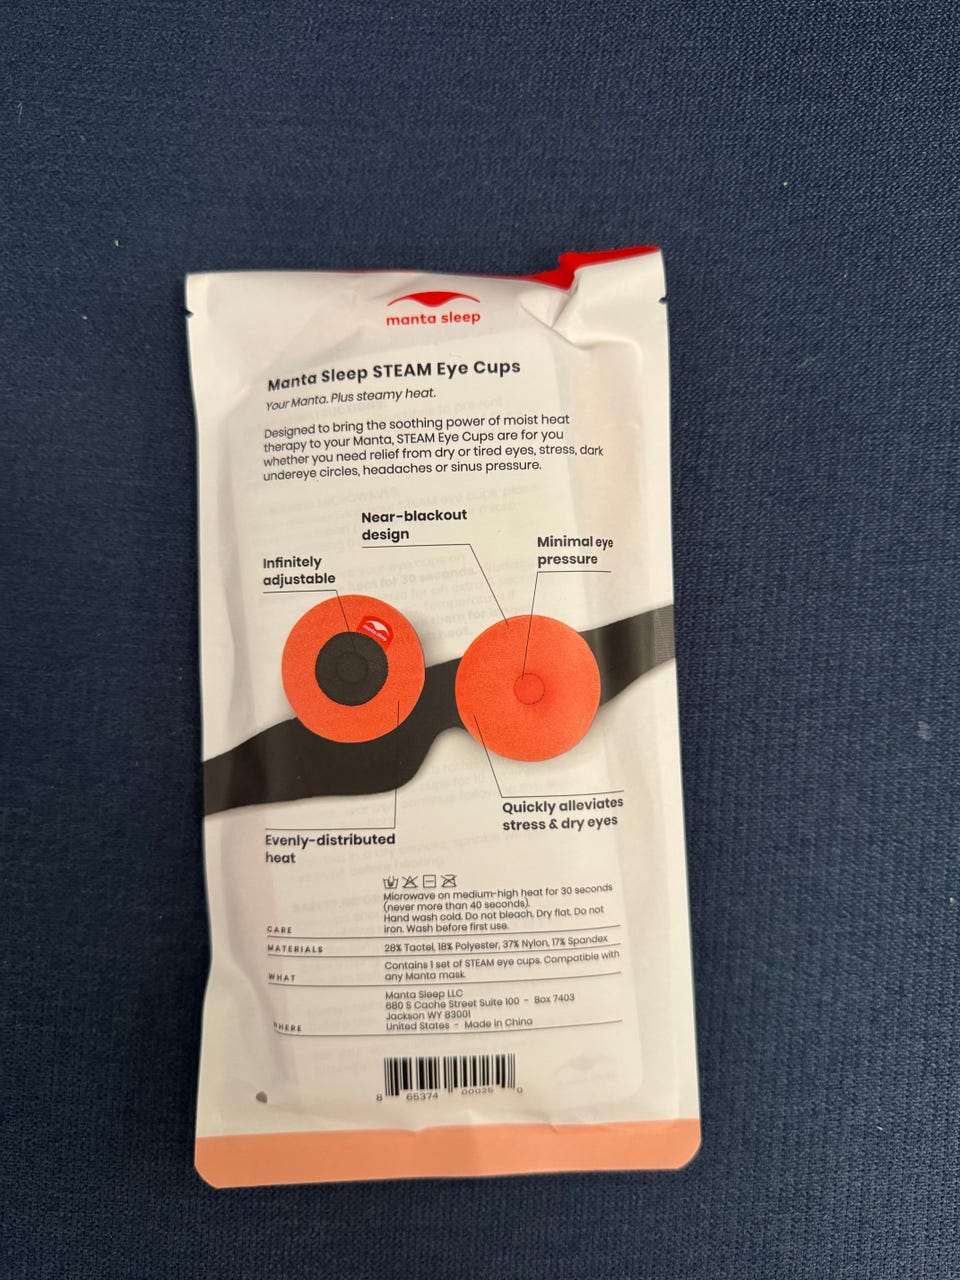 manta sleep
Manta Sleep STEAM Eye Cups
Your Manta. Plus steamy heat.
Designed to bring the soothing power of moist heat
therapy to your Manta, STEAM Eye Cups are for you
whether you need relief from dry or tired eyes, stress, dark
undereye circles, headaches or sinus pressure.
Near-blackout
design
Minimal eye
pressure
Infinitely
adjustable
manta sleep
Quickly alleviates
stress & dry eyes
Evenly-distributed
heat
CARE
Microwave on medium-high heat for 30 seconds
(never more than 40 seconds).
Hand wash cold. Do not bleach. Dry flat. Do not
iron. Wash before first use.
MATERIALS
28% Tactel, 18% Polyester, 37% Nylon, 17% Spandex
WHAT
Contains 1 set of STEAM eye cups. Compatible with
any Manta mask.
WHERE
Manta Sleep LLC
680 S Cache Street Suite 100 - Box 7403
Jackson WY 83001
United States - Made in China
8 65374 00025 0